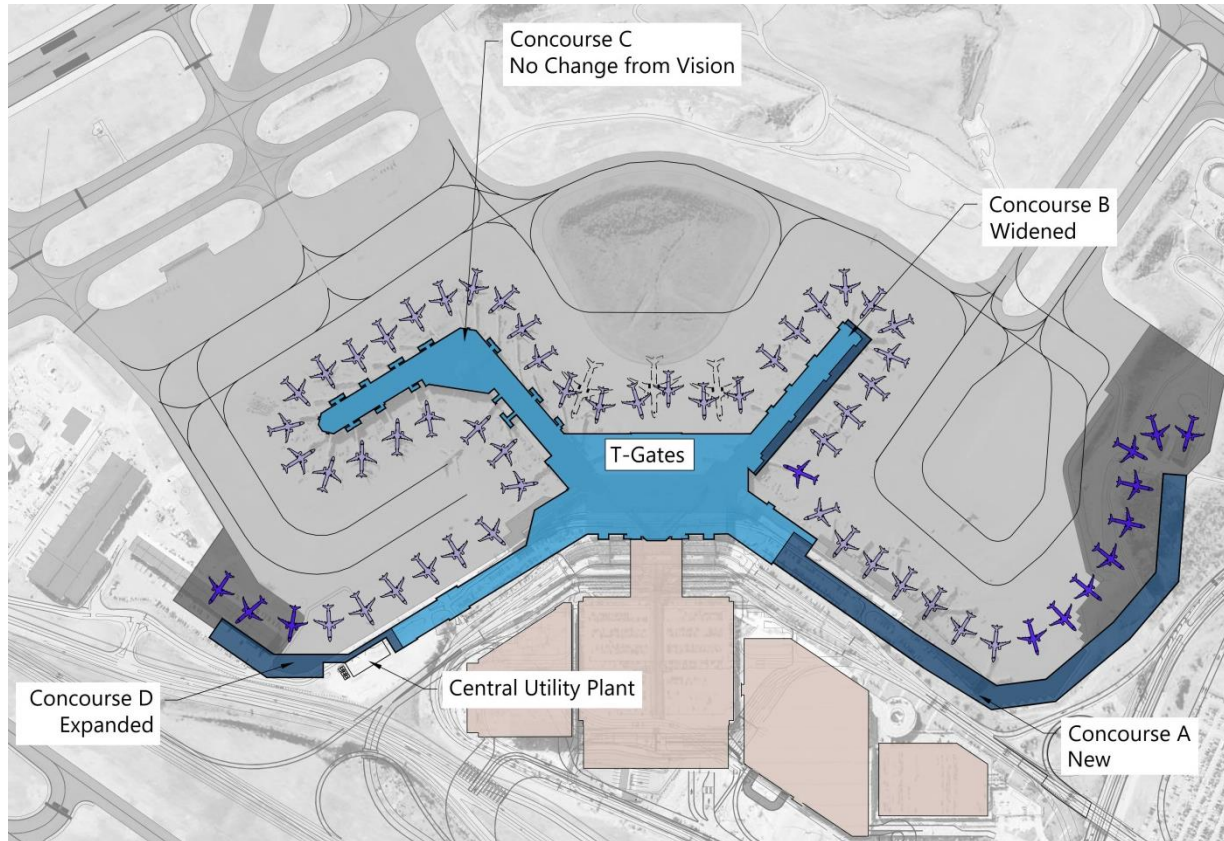 Concourse C
No Change from Vision
Concourse B
Widened
T-Gates
Concourse D
Expanded
Central Utility Plant
Concourse A
New